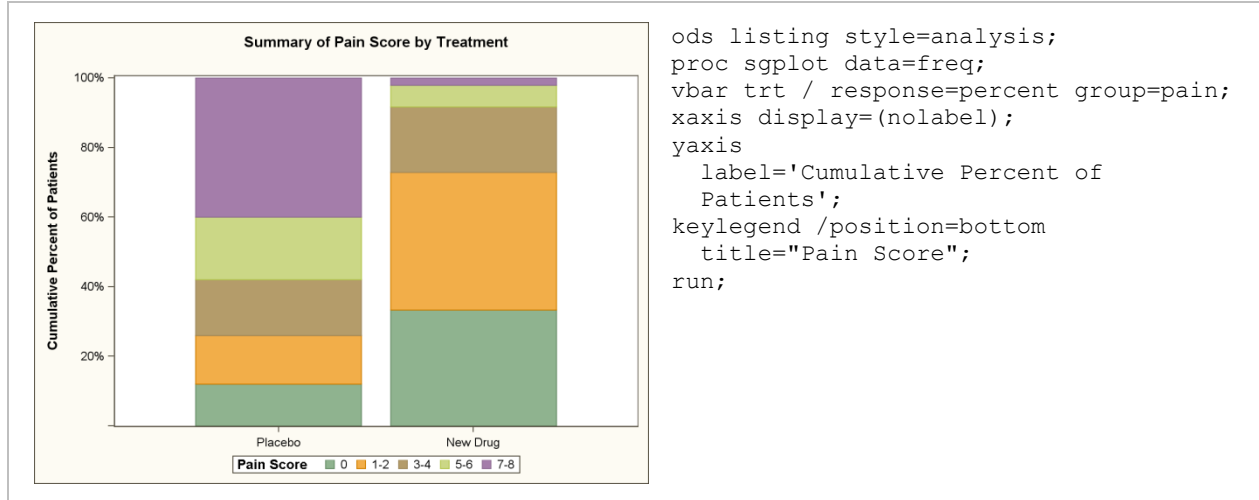 Summary of Pain Score by Treatment
100%
80%
60%
40%
20%
Cumulative Percent of Patients
Placebo
New Drug
Pain Score 0 1-2 3-4 5-6 7-8
ods listing style=analysis;
proc sgplot data=freq;
vbar trt / response=percent group=pain;
xaxis display=(nolabel);
yaxis
label='Cumulative Percent of
Patients';
keylegend /position=bottom
title="Pain Score";
run;